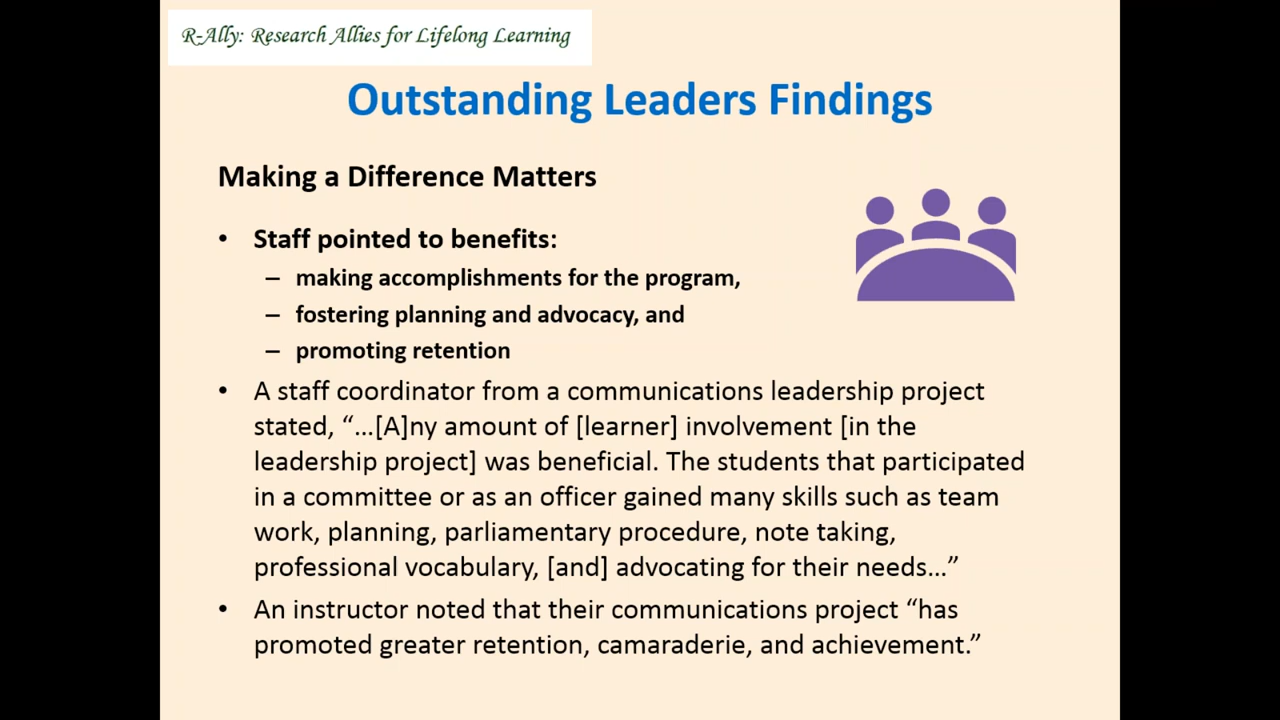 R-Ally: Research Allies for Lifelong Learning
Outstanding Leaders Findings
Making a Difference Matters
• Staff pointed to benefits:
– making accomplishments for the program,
– fostering planning and advocacy, and
– promoting retention
• A staff coordinator from a communications leadership project
stated, “…[A]ny amount of [learner] involvement [in the
leadership project] was beneficial. The students that participated
in a committee or as an officer gained many skills such as team
work, planning, parliamentary procedure, note taking,
professional vocabulary, [and] advocating for their needs…”
• An instructor noted that their communications project “has
promoted greater retention, camaraderie, and achievement.”